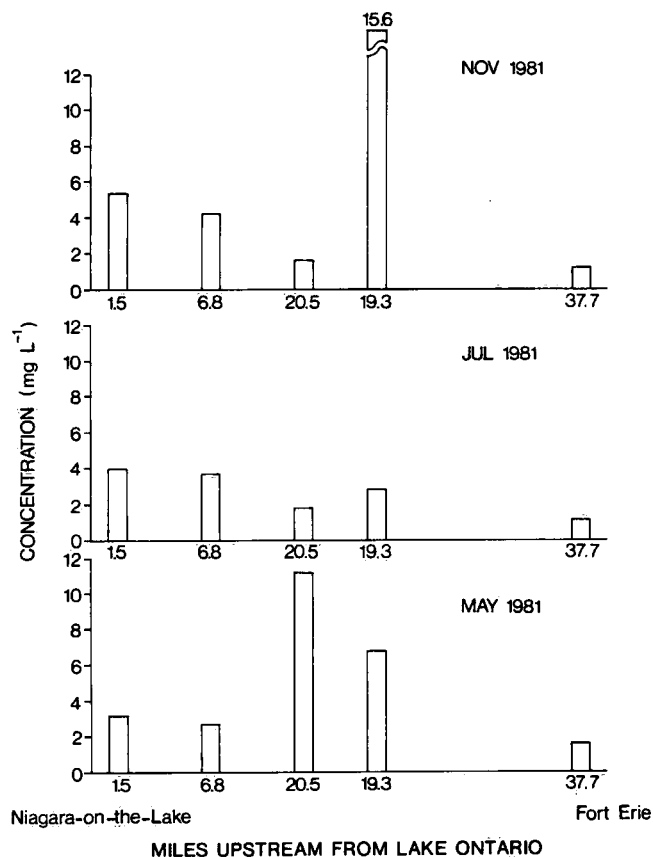 15.6
NOV 1981
12
10
8
6
4
2
0
1.5 6.8 20.5 19.3 37.7
CONCENTRATION (mg L⁻¹)
JUL 1981
12
10
8
6
4
2
0
1.5 6.8 20.5 19.3 37.7
MAY 1981
12
10
8
6
4
2
0
1.5 6.8 20.5 19.3 37.7
Niagara-on-the-Lake Fort Erie
MILES UPSTREAM FROM LAKE ONTARIO